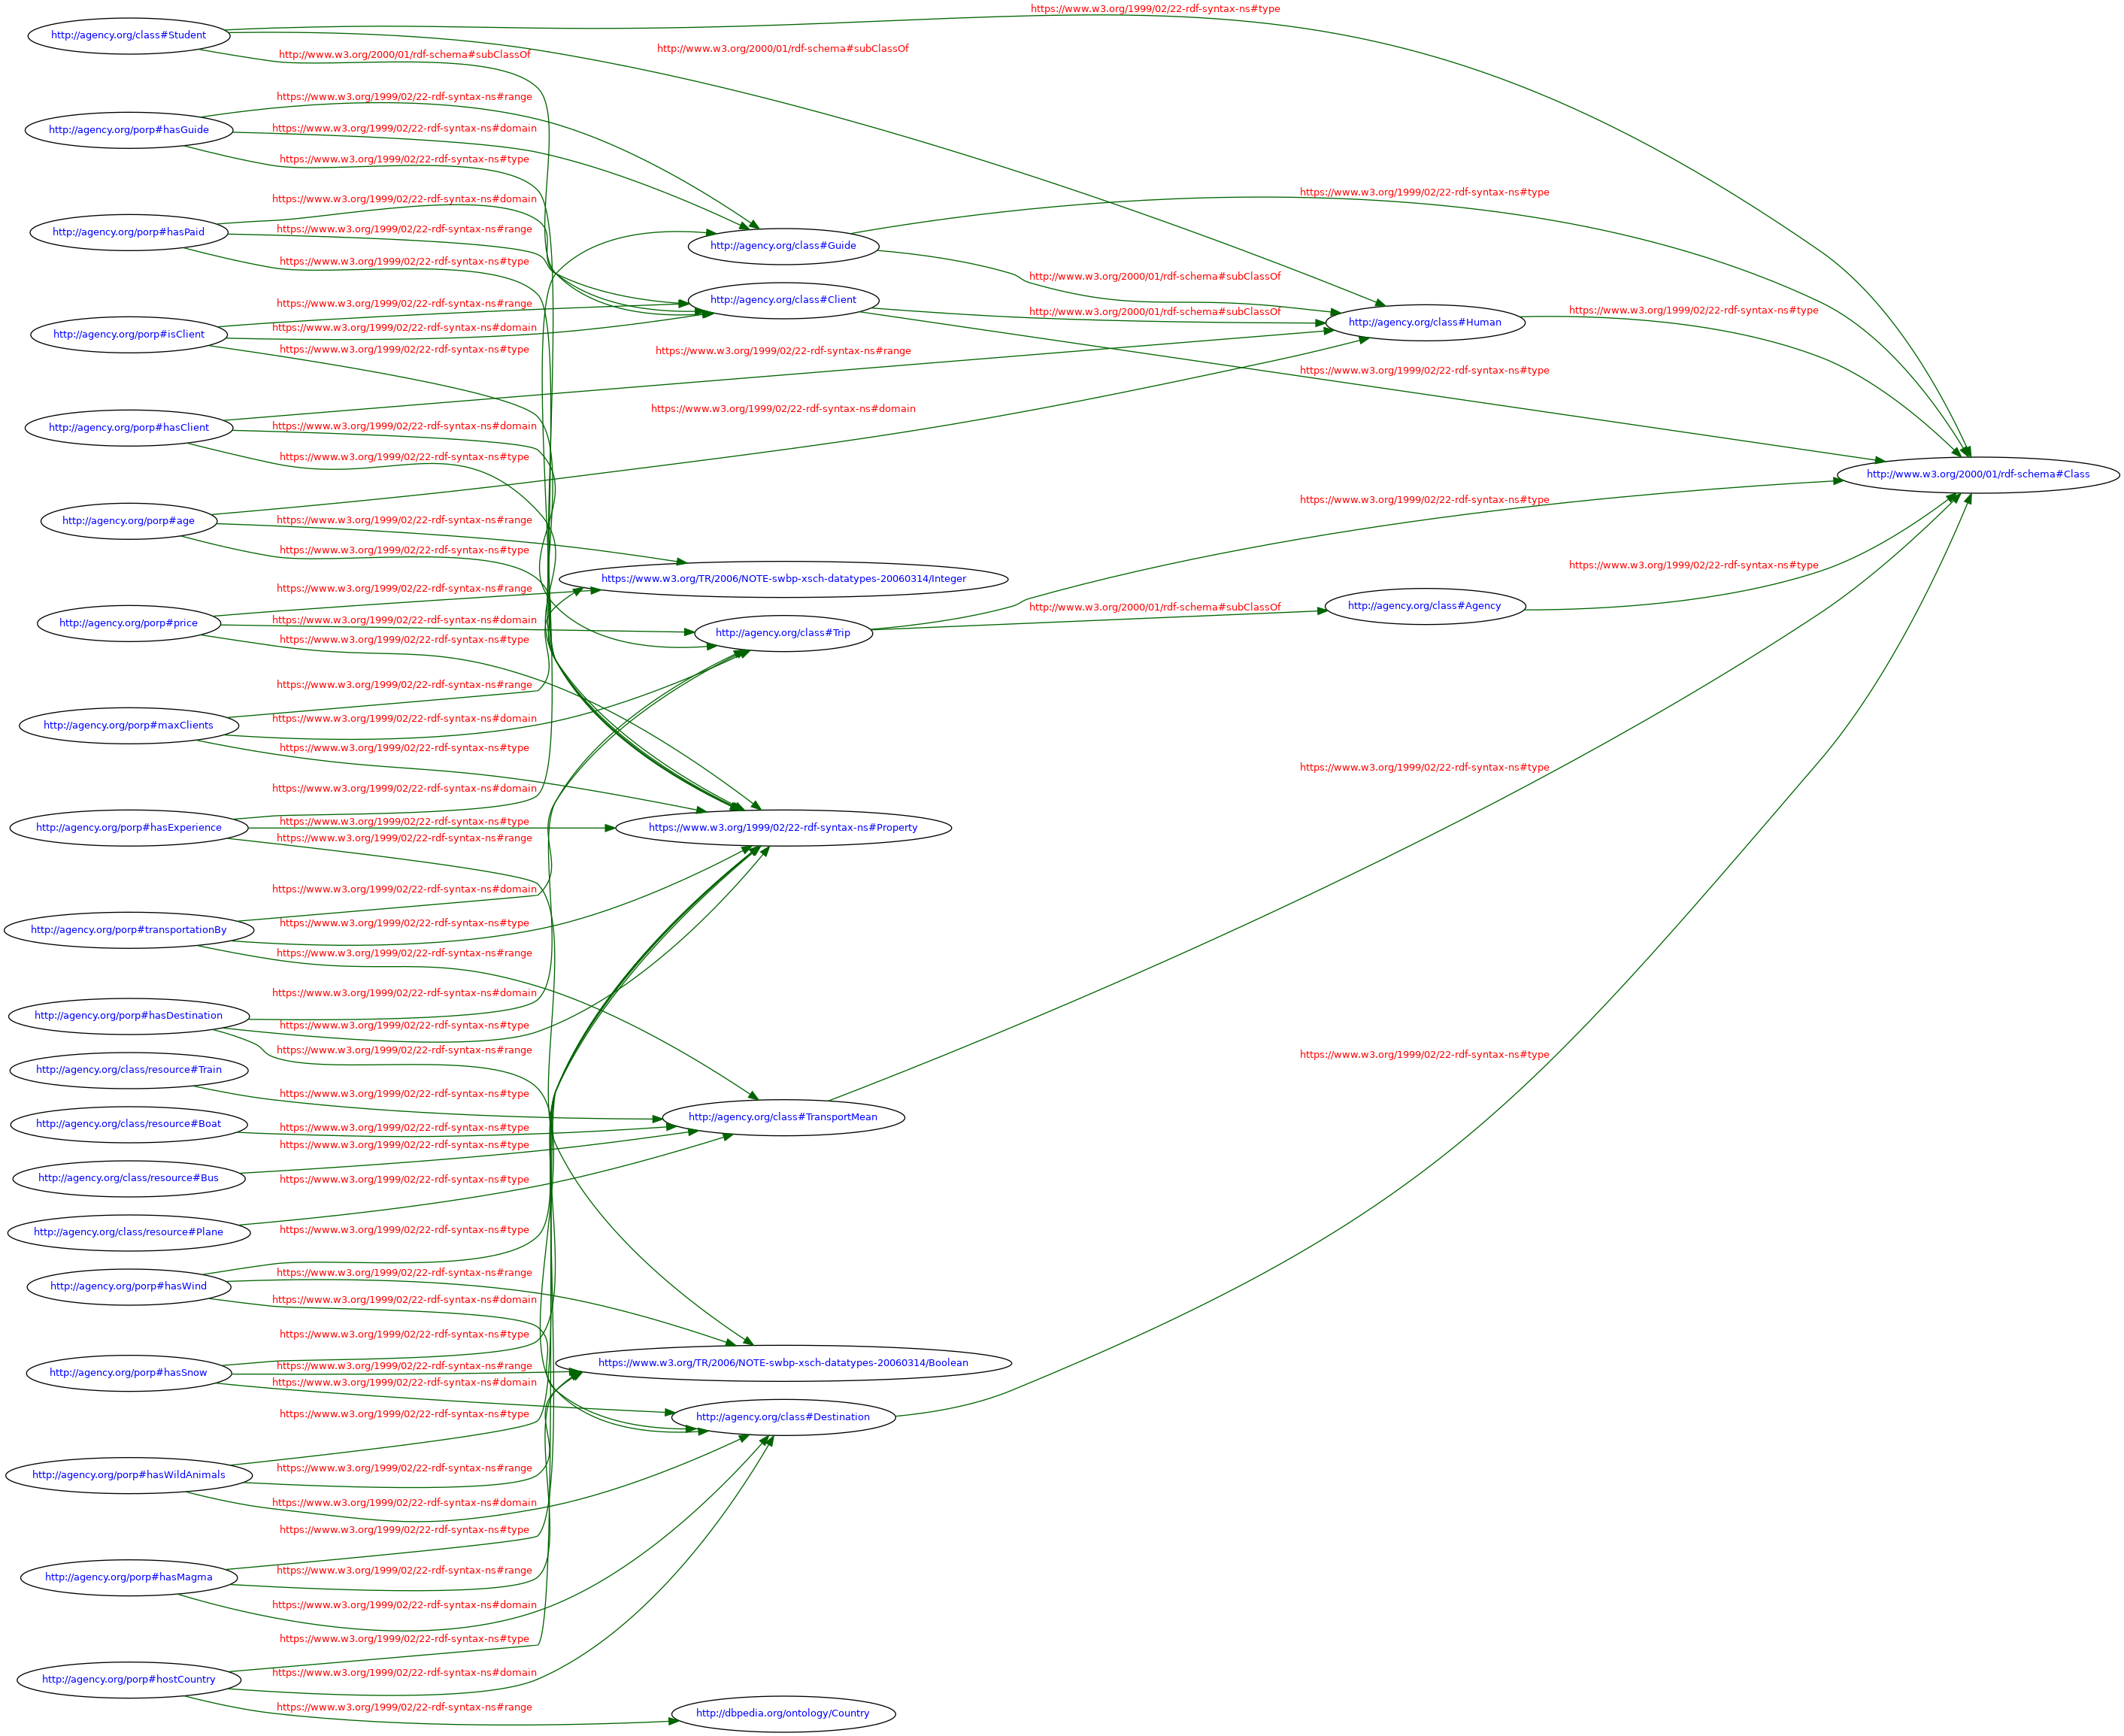 https://www.w3.org/1999/02/22-rdf-syntax-ns#type
http://agency.org/class#Student
http://www.w3.org/2000/01/rdf-schema#subClassOf
http://www.w3.org/2000/01/rdf-schema#subClassOf
https://www.w3.org/1999/02/22-rdf-syntax-ns#range
https://www.w3.org/1999/02/22-rdf-syntax-ns#domain
http://agency.org/porp#hasGuide
https://www.w3.org/1999/02/22-rdf-syntax-ns#type
https://www.w3.org/1999/02/22-rdf-syntax-ns#type
https://www.w3.org/1999/02/22-rdf-syntax-ns#domain
http://agency.org/porp#hasPaid
https://www.w3.org/1999/02/22-rdf-syntax-ns#range
http://agency.org/class#Guide
https://www.w3.org/1999/02/22-rdf-syntax-ns#type
http://www.w3.org/2000/01/rdf-schema#subClassOf
http://agency.org/class#Client
https://www.w3.org/1999/02/22-rdf-syntax-ns#range
http://www.w3.org/2000/01/rdf-schema#subClassOf
https://www.w3.org/1999/02/22-rdf-syntax-ns#type
http://agency.org/class#Human
https://www.w3.org/1999/02/22-rdf-syntax-ns#domain
http://agency.org/porp#isClient
https://www.w3.org/1999/02/22-rdf-syntax-ns#type
https://www.w3.org/1999/02/22-rdf-syntax-ns#range
https://www.w3.org/1999/02/22-rdf-syntax-ns#type
https://www.w3.org/1999/02/22-rdf-syntax-ns#domain
http://agency.org/porp#hasClient
https://www.w3.org/1999/02/22-rdf-syntax-ns#domain
https://www.w3.org/1999/02/22-rdf-syntax-ns#type
http://www.w3.org/2000/01/rdf-schema#Class
https://www.w3.org/1999/02/22-rdf-syntax-ns#type
http://agency.org/porp#age
https://www.w3.org/1999/02/22-rdf-syntax-ns#range
https://www.w3.org/1999/02/22-rdf-syntax-ns#type
https://www.w3.org/1999/02/22-rdf-syntax-ns#type
https://www.w3.org/TR/2006/NOTE-swbp-xsch-datatypes-20060314/Integer
https://www.w3.org/1999/02/22-rdf-syntax-ns#range
http://www.w3.org/2000/01/rdf-schema#subClassOf
http://agency.org/class#Agency
http://agency.org/porp#price
https://www.w3.org/1999/02/22-rdf-syntax-ns#domain
http://agency.org/class#Trip
https://www.w3.org/1999/02/22-rdf-syntax-ns#type
https://www.w3.org/1999/02/22-rdf-syntax-ns#range
https://www.w3.org/1999/02/22-rdf-syntax-ns#domain
http://agency.org/porp#maxClients
https://www.w3.org/1999/02/22-rdf-syntax-ns#type
https://www.w3.org/1999/02/22-rdf-syntax-ns#type
https://www.w3.org/1999/02/22-rdf-syntax-ns#domain
https://www.w3.org/1999/02/22-rdf-syntax-ns#type
http://agency.org/porp#hasExperience
https://www.w3.org/1999/02/22-rdf-syntax-ns#Property
https://www.w3.org/1999/02/22-rdf-syntax-ns#range
https://www.w3.org/1999/02/22-rdf-syntax-ns#domain
https://www.w3.org/1999/02/22-rdf-syntax-ns#type
http://agency.org/porp#transportationBy
https://www.w3.org/1999/02/22-rdf-syntax-ns#range
https://www.w3.org/1999/02/22-rdf-syntax-ns#domain
http://agency.org/porp#hasDestination
https://www.w3.org/1999/02/22-rdf-syntax-ns#type
https://www.w3.org/1999/02/22-rdf-syntax-ns#range
https://www.w3.org/1999/02/22-rdf-syntax-ns#type
http://agency.org/class/resource#Train
https://www.w3.org/1999/02/22-rdf-syntax-ns#type
http://agency.org/class#TransportMean
http://agency.org/class/resource#Boat
https://www.w3.org/1999/02/22-rdf-syntax-ns#type
https://www.w3.org/1999/02/22-rdf-syntax-ns#type
http://agency.org/class/resource#Bus
https://www.w3.org/1999/02/22-rdf-syntax-ns#type
http://agency.org/class/resource#Plane
https://www.w3.org/1999/02/22-rdf-syntax-ns#type
https://www.w3.org/1999/02/22-rdf-syntax-ns#range
http://agency.org/porp#hasWind
https://www.w3.org/1999/02/22-rdf-syntax-ns#domain
https://www.w3.org/1999/02/22-rdf-syntax-ns#type
https://www.w3.org/TR/2006/NOTE-swbp-xsch-datatypes-20060314/Boolean
https://www.w3.org/1999/02/22-rdf-syntax-ns#range
http://agency.org/porp#hasSnow
https://www.w3.org/1999/02/22-rdf-syntax-ns#domain
https://www.w3.org/1999/02/22-rdf-syntax-ns#type
http://agency.org/class#Destination
https://www.w3.org/1999/02/22-rdf-syntax-ns#range
http://agency.org/porp#hasWildAnimals
https://www.w3.org/1999/02/22-rdf-syntax-ns#domain
https://www.w3.org/1999/02/22-rdf-syntax-ns#type
https://www.w3.org/1999/02/22-rdf-syntax-ns#range
http://agency.org/porp#hasMagma
https://www.w3.org/1999/02/22-rdf-syntax-ns#domain
https://www.w3.org/1999/02/22-rdf-syntax-ns#type
https://www.w3.org/1999/02/22-rdf-syntax-ns#domain
http://agency.org/porp#hostCountry
https://www.w3.org/1999/02/22-rdf-syntax-ns#range
http://dbpedia.org/ontology/Country